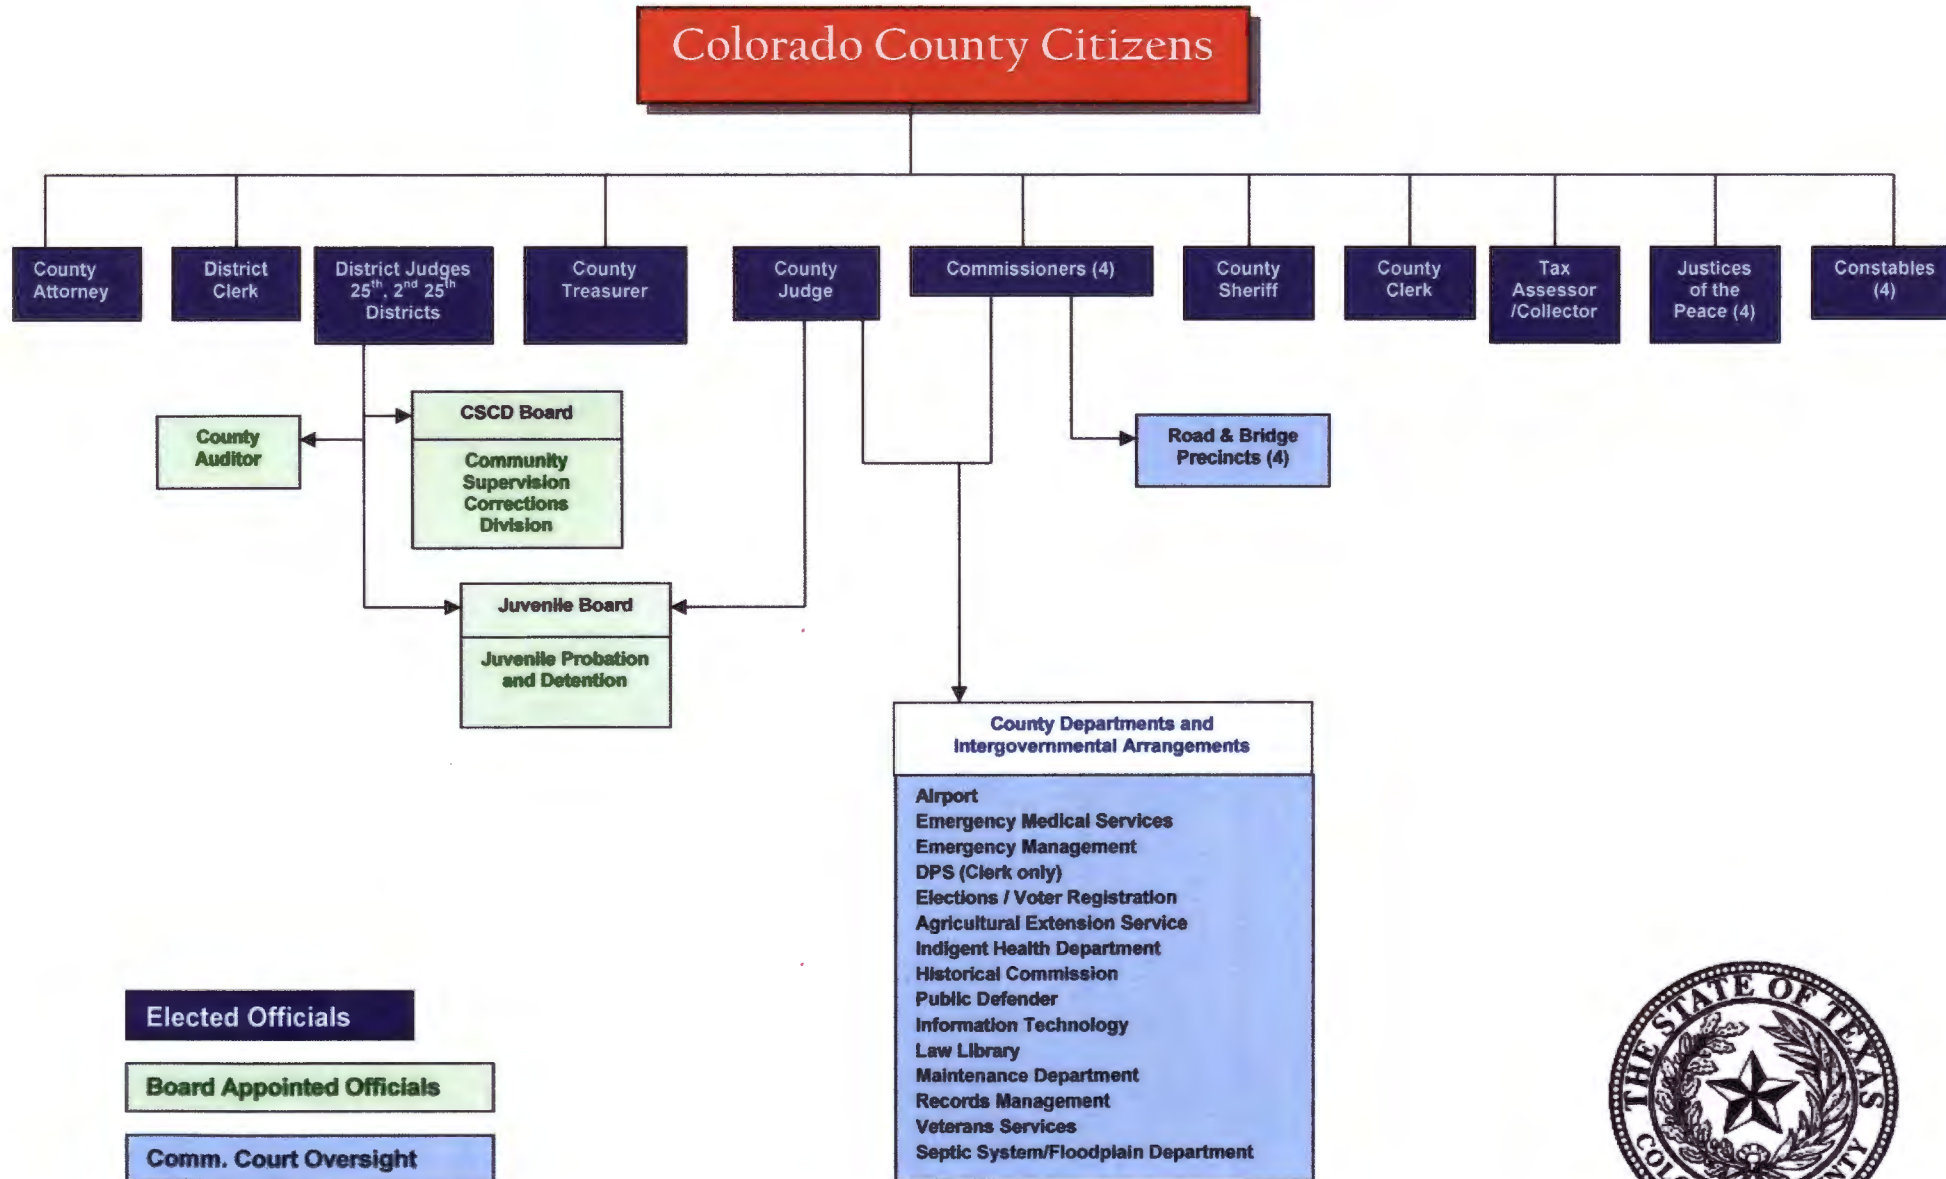 Colorado County Citizens
County
Attorney
District
Clerk
District Judges
25th, 2nd 25th
Districts
County
Treasurer
County
Judge
Commissioners (4)
County
Sheriff
County
Clerk
Tax
Assessor
/Collector
Justices
of the
Peace (4)
Constables
(4)
County
Auditor
CSCD Board
Community
Supervision
Corrections
Division
Road & Bridge
Precincts (4)
Juvenile Board
Juvenile Probation
and Detention
County Departments and
Intergovernmental Arrangements
Airport
Emergency Medical Services
Emergency Management
DPS (Clerk only)
Elections / Voter Registration
Agricultural Extension Service
Indigent Health Department
Historical Commission
Public Defender
Information Technology
Law Library
Maintenance Department
Records Management
Veterans Services
Septic System/Floodplain Department
Elected Officials
Board Appointed Officials
Comm. Court Oversight
THE STATE OF TEXAS